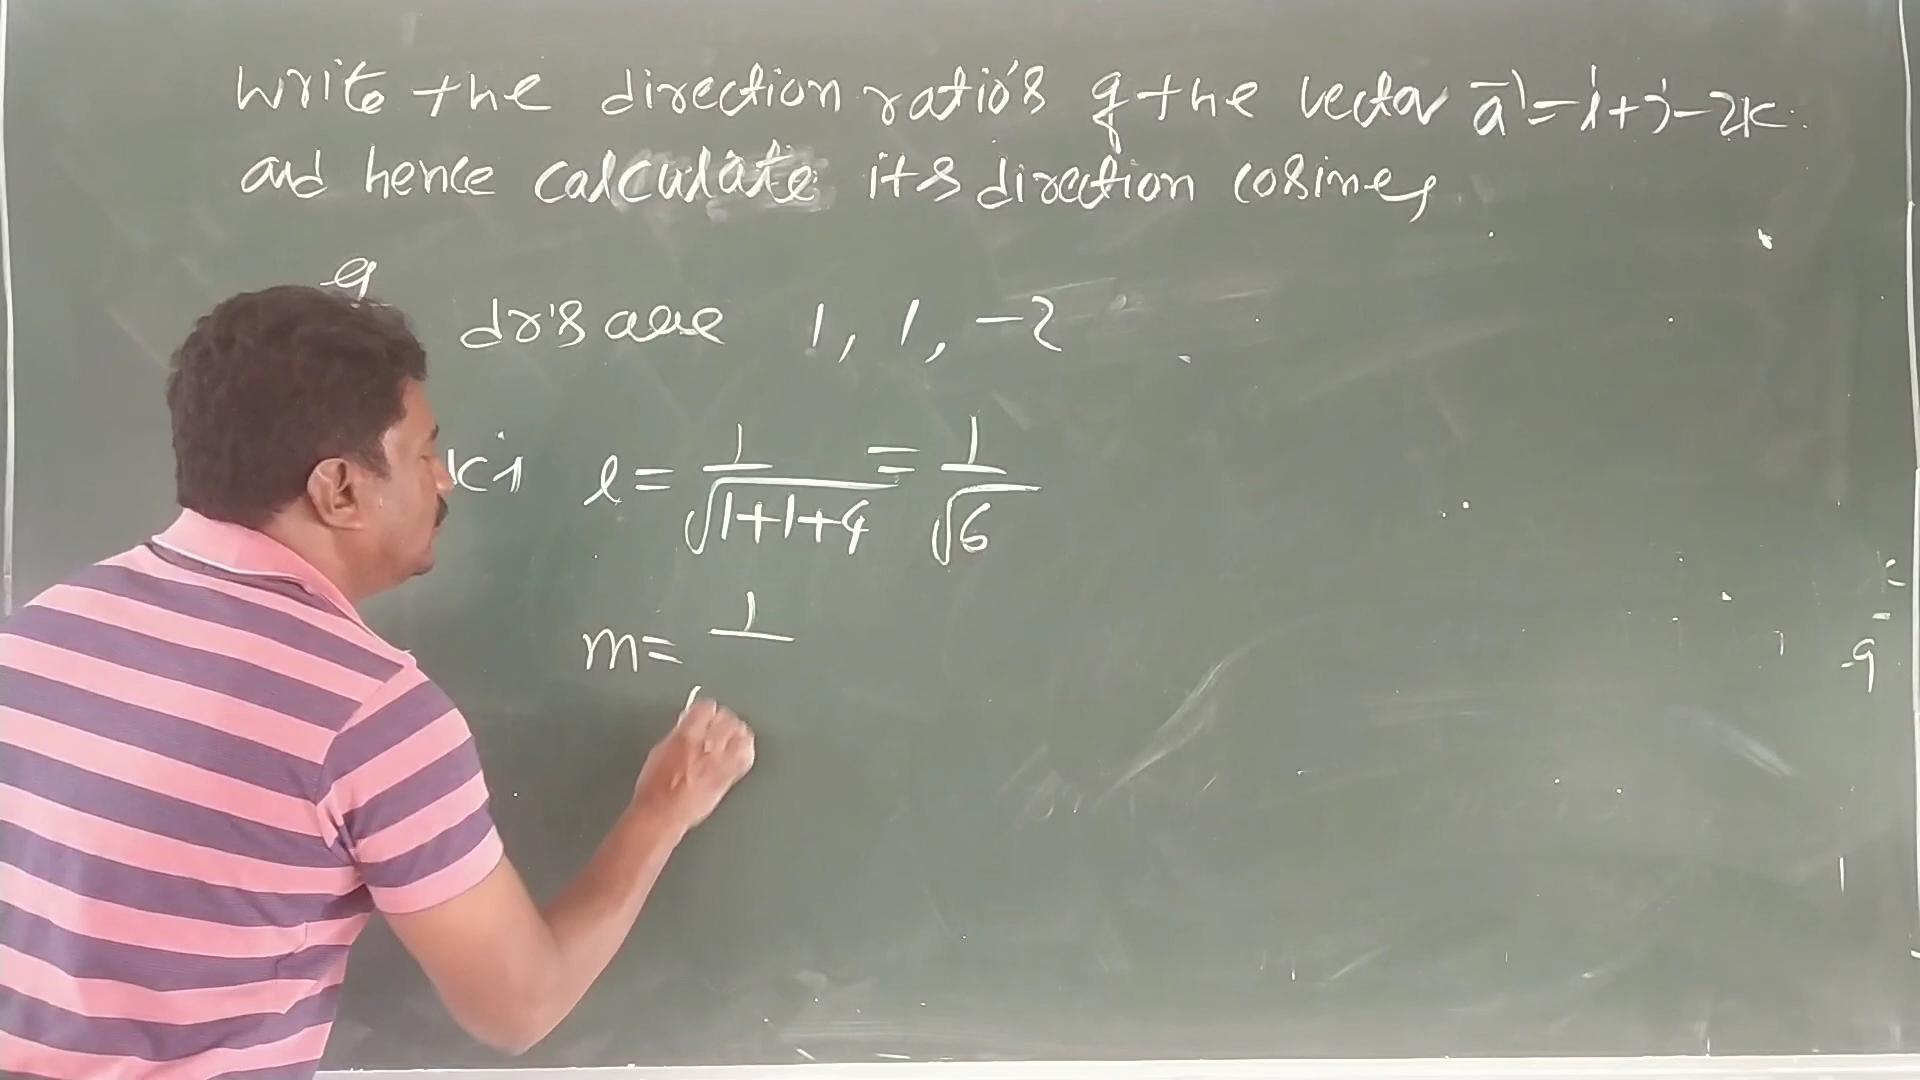 Write the direction ratio's of the vector a⃗ = i+j-2k.
and hence calculate its direction cosines
dr's are 1, 1, -2
l = 1/√1+1+4 = 1/√6
m = 1